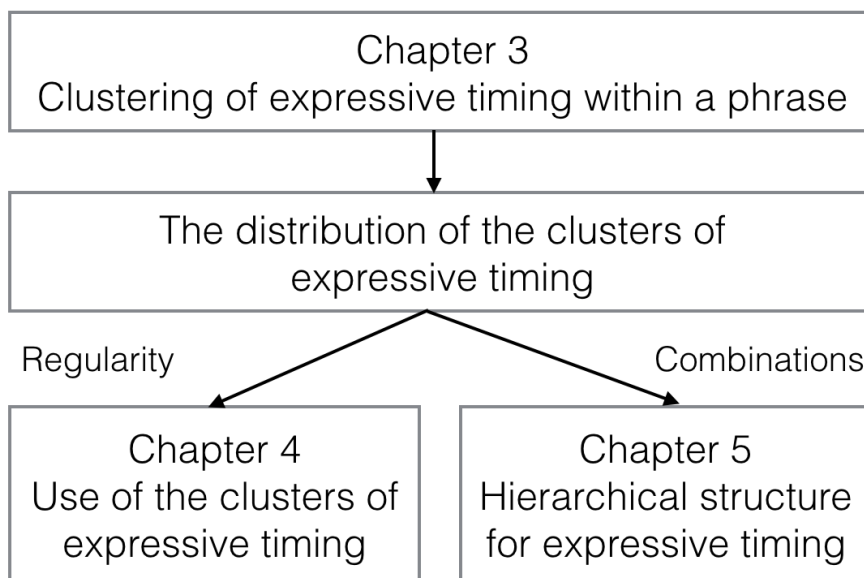 Chapter 3
Clustering of expressive timing within a phrase
The distribution of the clusters of
expressive timing
Regularity
Combinations
Chapter 4
Use of the clusters of
expressive timing
Chapter 5
Hierarchical structure
for expressive timing